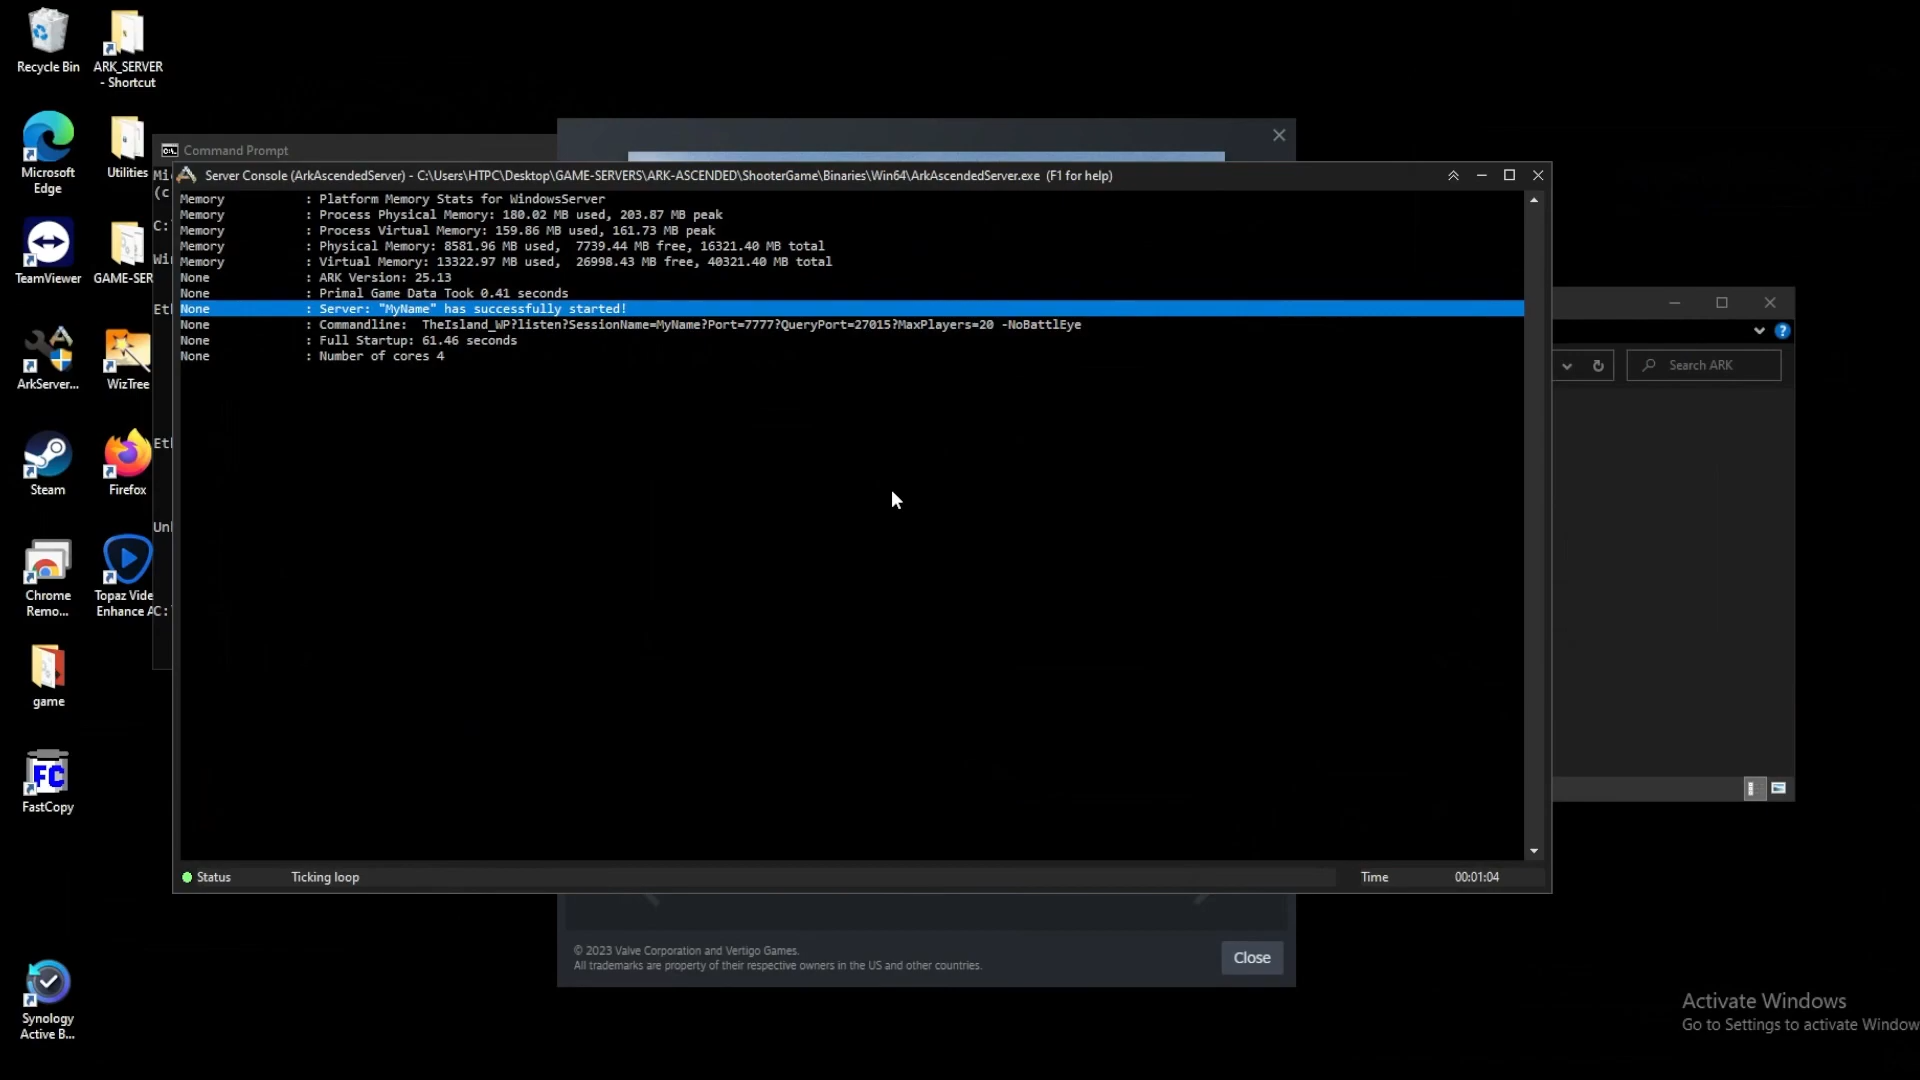 Recycle Bin
ARK_SERVER
- Shortcut
Microsoft
Edge
Utilities
TeamViewer
GAME-SER
ArkServer...
WizTree
Steam
Firefox
Chrome
Remo...
Topaz Vide
Enhance A
game
FastCopy
FC
Synology
Active B...
Command Prompt
Mi
(c
C:
Win
Eth
Eth
Unk
C:
Server Console (ArkAscendedServer) - C:\Users\HTPC\Desktop\GAME-SERVERS\ARK-ASCENDED\ShooterGame\Binaries\Win64\ArkAscendedServer.exe (F1 for help)
Memory : Platform Memory Stats for WindowsServer
Memory : Process Physical Memory: 180.02 MB used, 203.87 MB peak
Memory : Process Virtual Memory: 159.86 MB used, 161.73 MB peak
Memory : Physical Memory: 8581.96 MB used, 7739.44 MB free, 16321.40 MB total
Memory : Virtual Memory: 13322.97 MB used, 26998.43 MB free, 40321.40 MB total
None : ARK Version: 25.13
None : Primal Game Data Took 0.41 seconds
None : Server: "MyName" has successfully started!
None : Commandline: TheIsland_WP?listen?SessionName=MyName?Port=7777?QueryPort=27015?MaxPlayers=20 -NoBattlEye
None : Full Startup: 61.46 seconds
None : Number of cores 4
Status Ticking loop Time 00:01:04
Search ARK
© 2023 Valve Corporation and Vertigo Games.
All trademarks are property of their respective owners in the US and other countries.
Close
Activate Windows
Go to Settings to activate Window